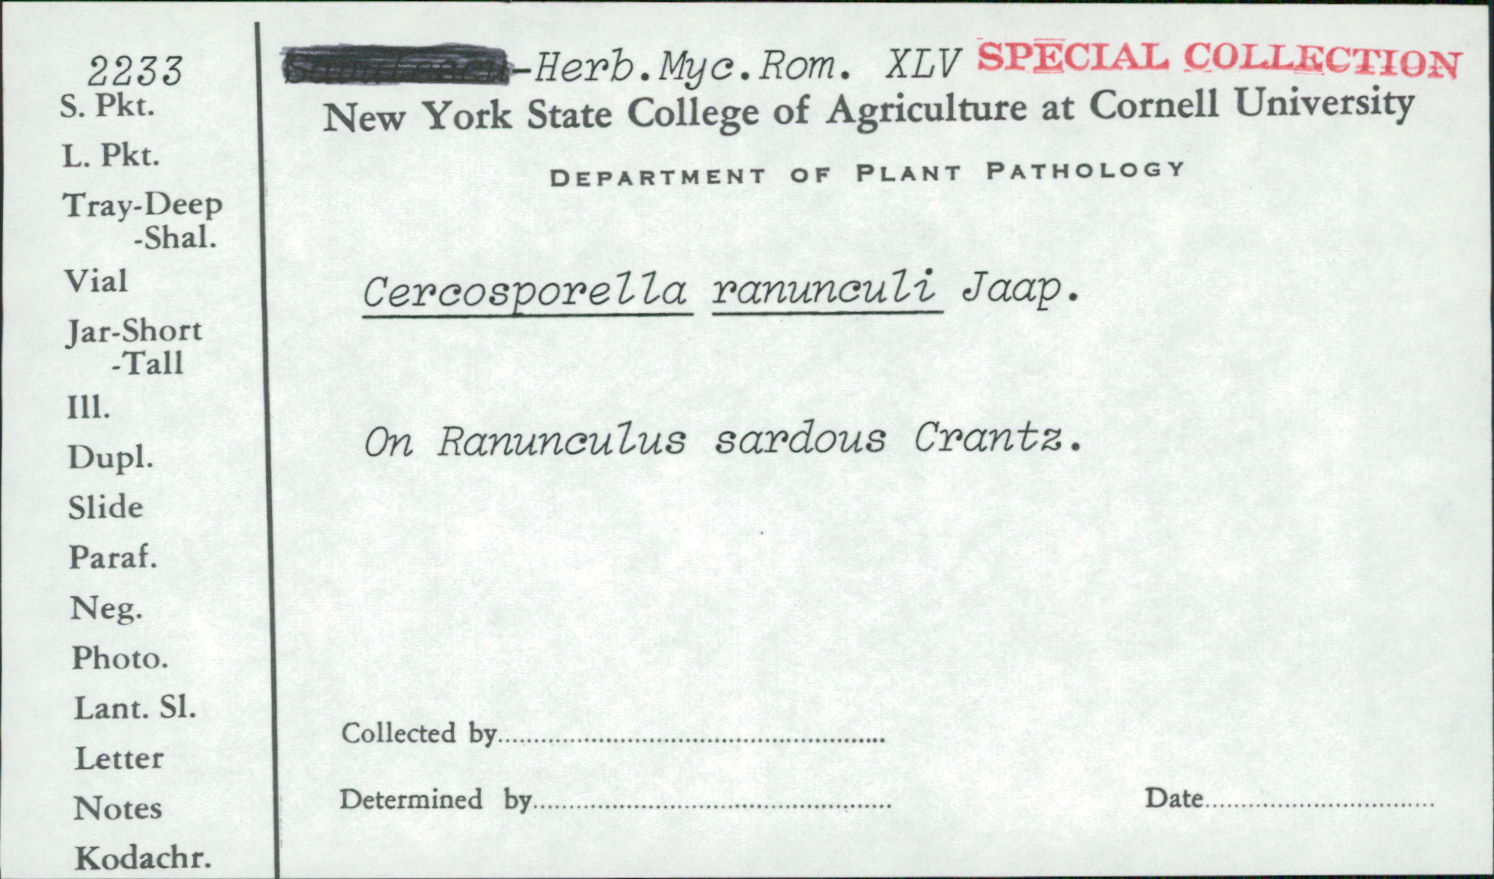 2233
S. Pkt.
L. Pkt.
Tray-Deep
-Shal.
Vial
Jar-Short
-Tall
Ill.
Dupl.
Slide
Paraf.
Neg.
Photo.
Lant. Sl.
Letter
Notes
Kodachr.
-Herb.Myc.Rom. XLV SPECIAL COLLECTION
New York State College of Agriculture at Cornell University
DEPARTMENT OF PLANT PATHOLOGY
Cercosporella ranunculi Jaap.
On Ranunculus sardous Crantz.
Collected by
Determined by
Date